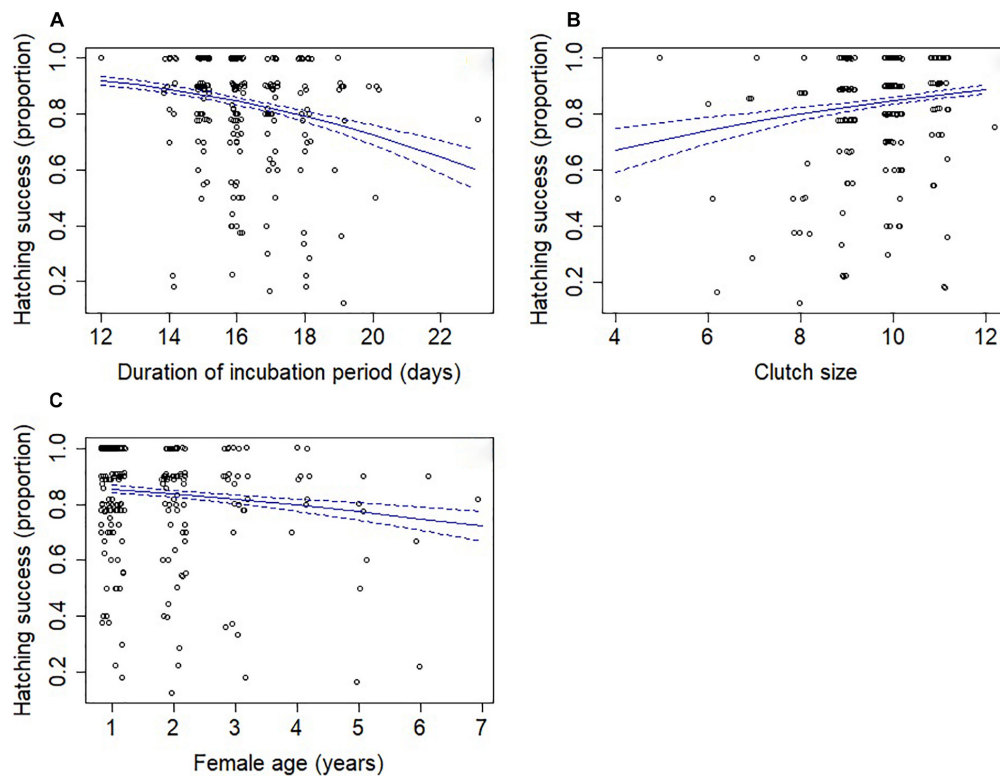 A
Hatching success (proportion)
1.0
0.8
0.6
0.4
0.2
12 14 16 18 20 22
Duration of incubation period (days)
B
Hatching success (proportion)
1.0
0.8
0.6
0.4
0.2
4 6 8 10 12
Clutch size
C
Hatching success (proportion)
1.0
0.8
0.6
0.4
0.2
1 2 3 4 5 6 7
Female age (years)